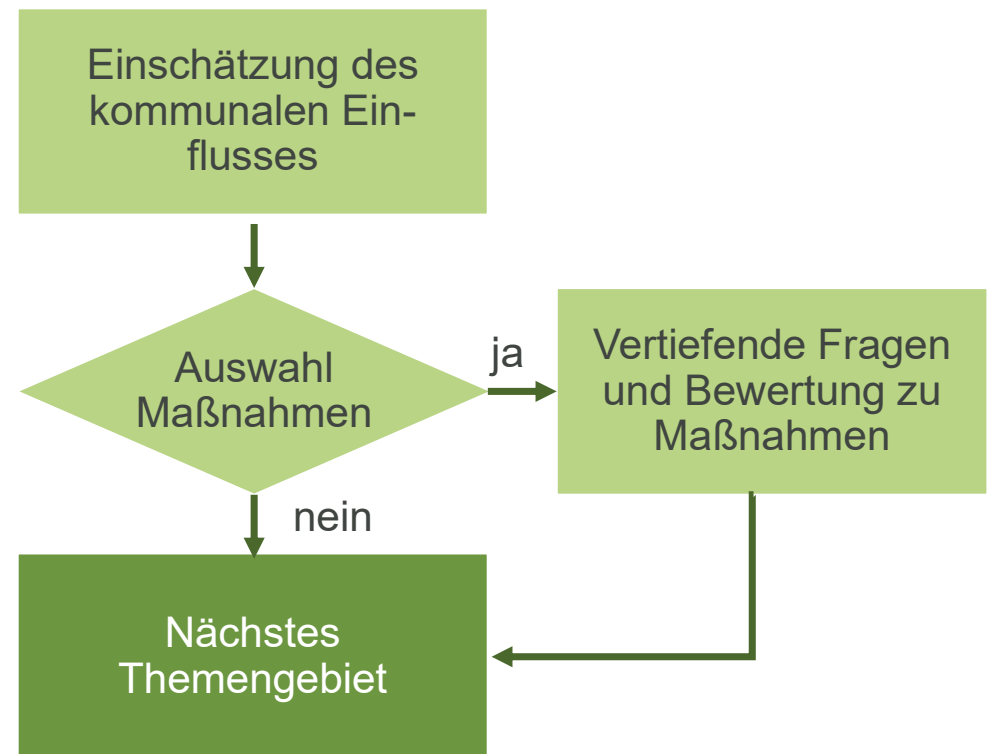 Einschätzung des
kommunalen Ein-
flusses
Auswahl
Maßnahmen
ja
Vertiefende Fragen
und Bewertung zu
Maßnahmen
nein
Nächstes
Themengebiet